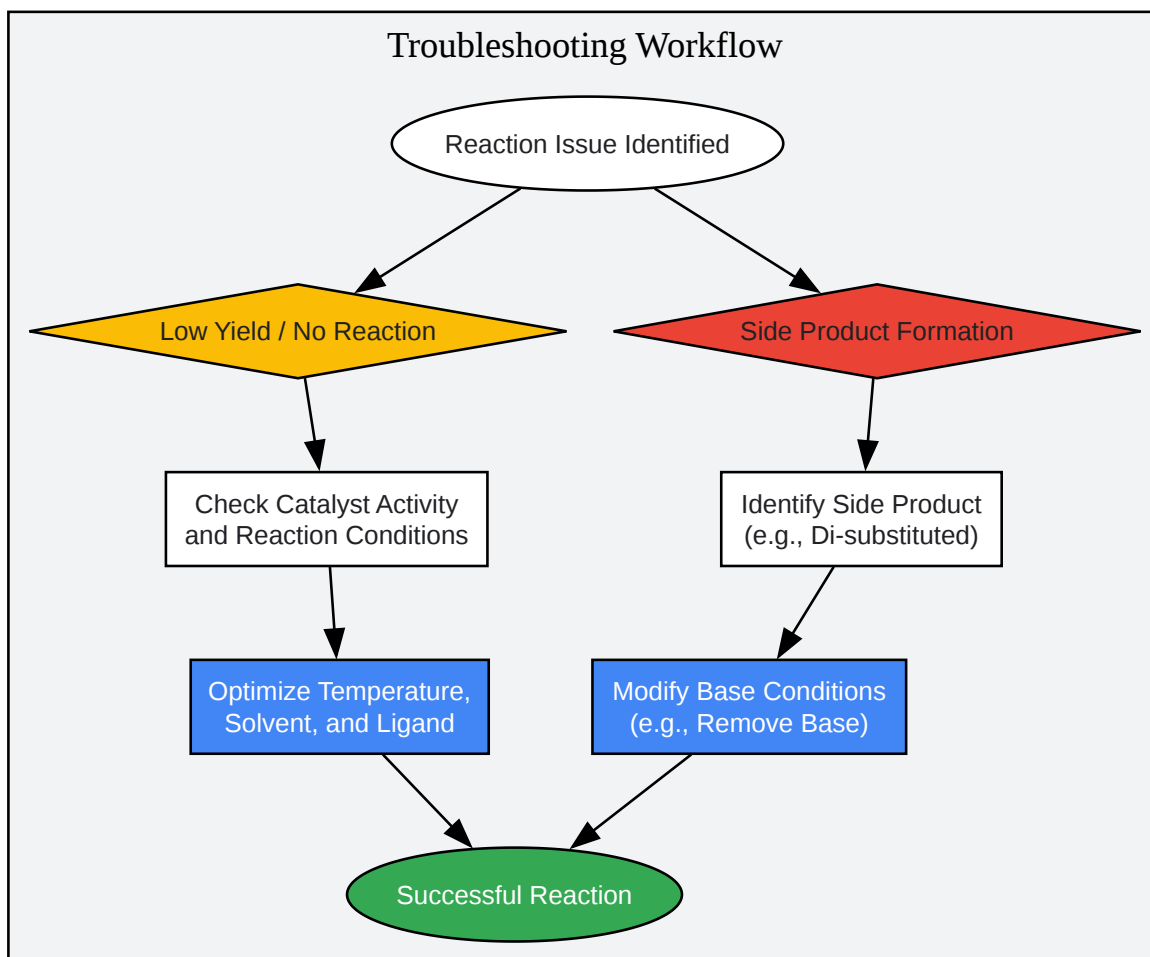 Troubleshooting Workflow
Reaction Issue Identified
Low Yield / No Reaction
Side Product Formation
Check Catalyst Activity
and Reaction Conditions
Identify Side Product
(e.g., Di-substituted)
Optimize Temperature,
Solvent, and Ligand
Modify Base Conditions
(e.g., Remove Base)
Successful Reaction